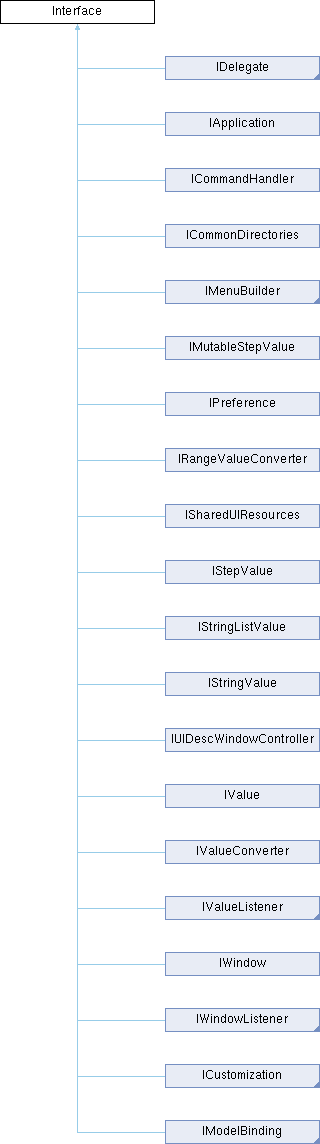 Interface
IDelegate
IApplication
ICommandHandler
ICommonDirectories
IMenuBuilder
IMutableStepValue
IPreference
IRangeValueConverter
ISharedUIResources
IStepValue
IStringListValue
IStringValue
IUIDescWindowController
IValue
IValueConverter
IValueListener
IWindow
IWindowListener
ICustomization
IModelBinding